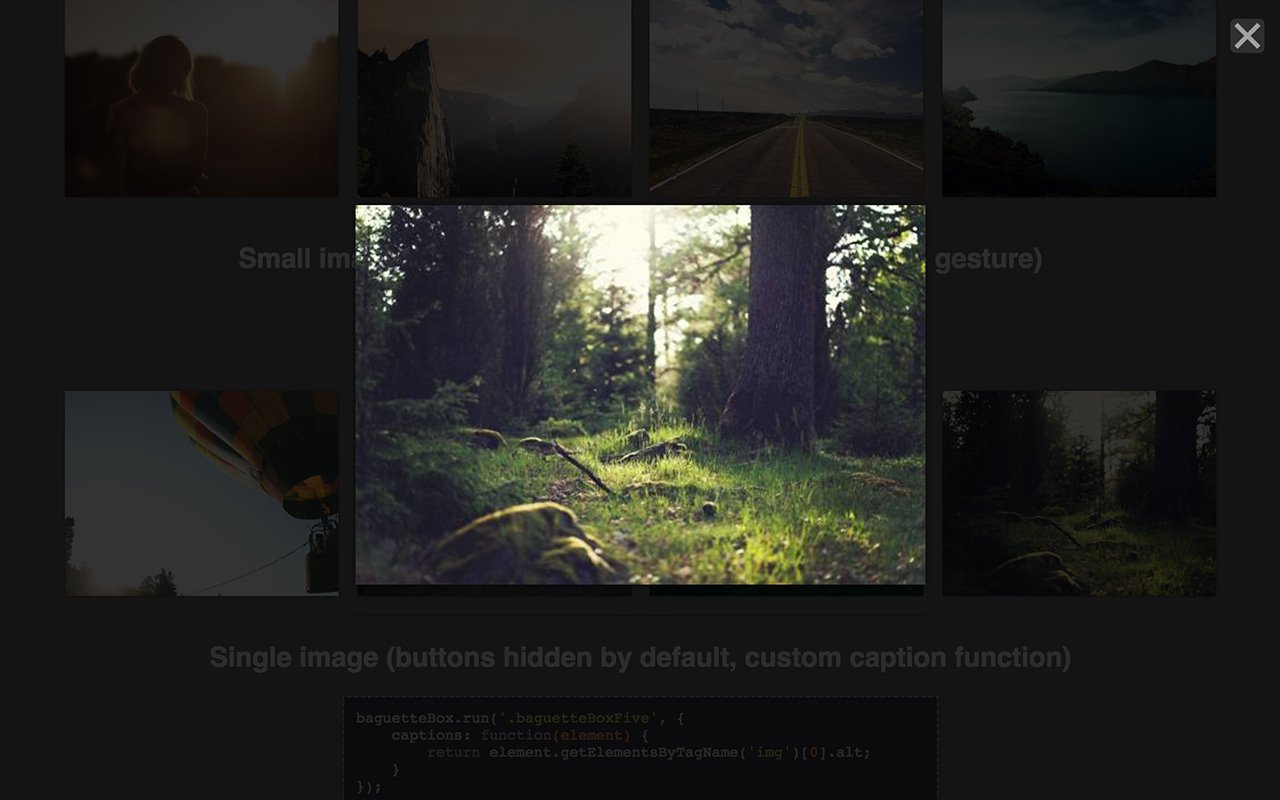 Small
gesture)
Single image (buttons hidden by default, custom caption function)
baguetteBox.run('.baguetteBoxFive', {
captions: function(element) {
return element.getElementsByTagName('img')[0].alt;
}
});